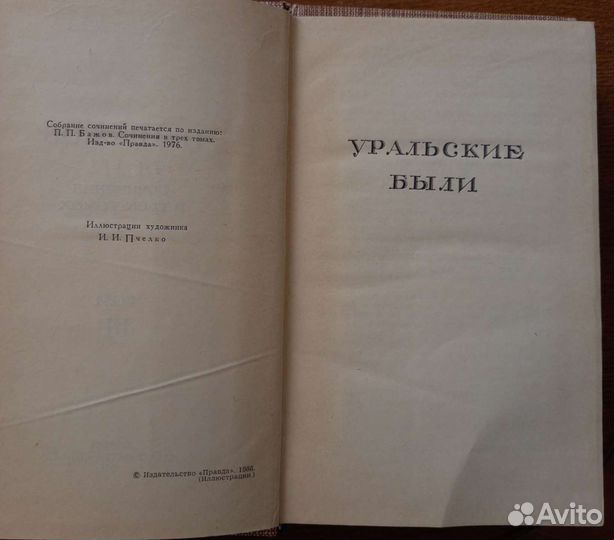 Собрание сочинений печатается по изданию:
П. П. Бажов. Сочинения в трех томах.
Изд-во «Правда». 1976.
Иллюстрации художника
И. И. Пчелко
© Издательство «Правда». 1986.
(Иллюстрации.)
УРАЛЬСКИЕ
БЫЛИ
Avito